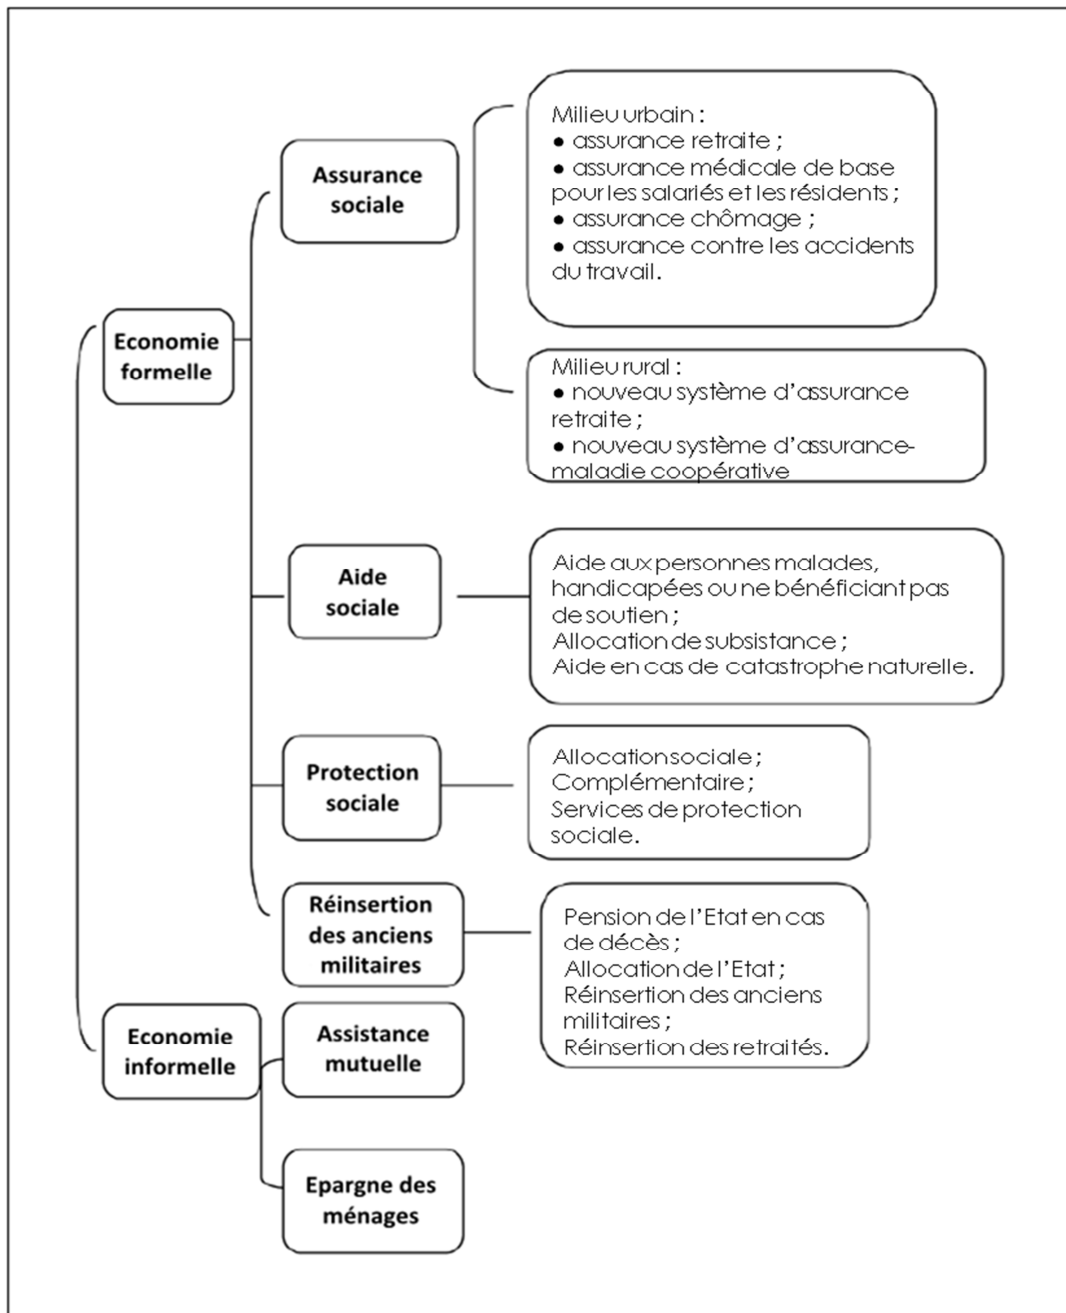 Economie
formelle
Assurance
sociale
Milieu urbain :
● assurance retraite ;
● assurance médicale de base
pour les salariés et les résidents ;
● assurance chômage ;
● assurance contre les accidents
du travail.
Milieu rural :
● nouveau système d’assurance
retraite ;
● nouveau système d’assurance-
maladie coopérative
Aide
sociale
Aide aux personnes malades,
handicapées ou ne bénéficiant pas
de soutien ;
Allocation de subsistance ;
Aide en cas de catastrophe naturelle.
Protection
sociale
Allocation sociale ;
Complémentaire ;
Services de protection
sociale.
Réinsertion
des anciens
militaires
Pension de l’Etat en cas
de décès ;
Allocation de l’Etat ;
Réinsertion des anciens
militaires ;
Réinsertion des retraités.
Economie
informelle
Assistance
mutuelle
Epargne des
ménages